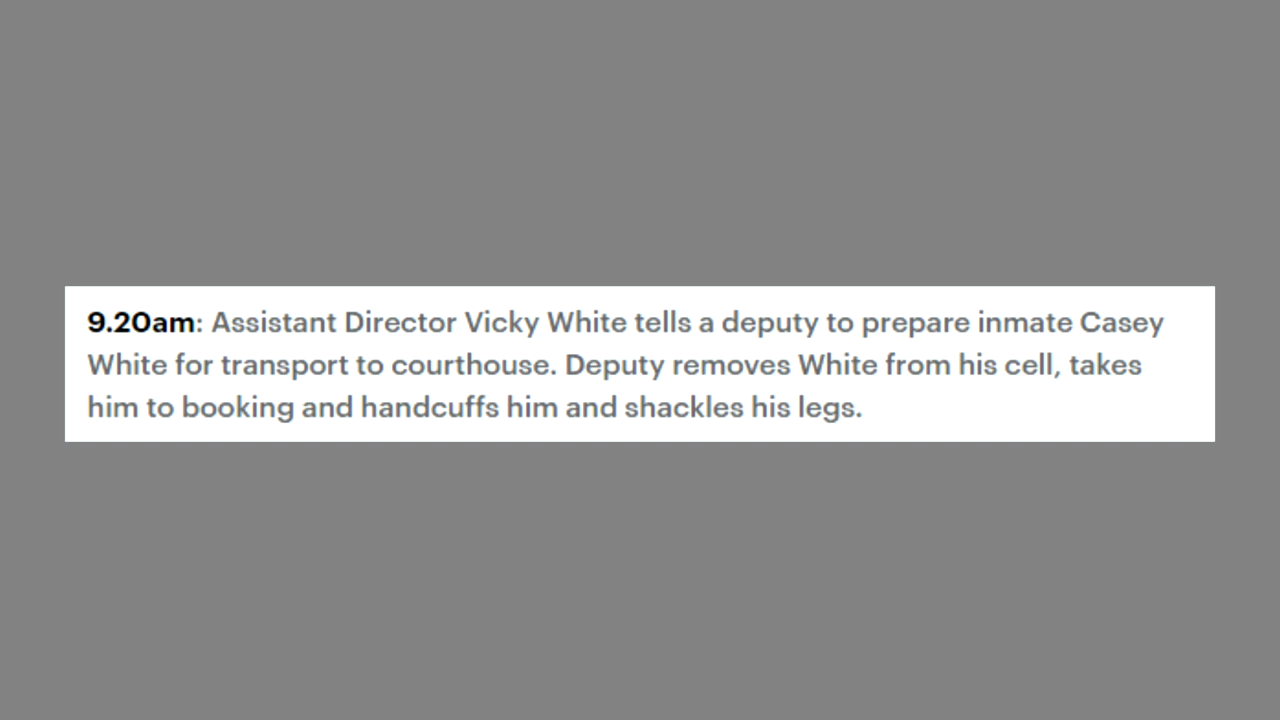 9.20am: Assistant Director Vicky White tells a deputy to prepare inmate Casey
White for transport to courthouse. Deputy removes White from his cell, takes
him to booking and handcuffs him and shackles his legs.